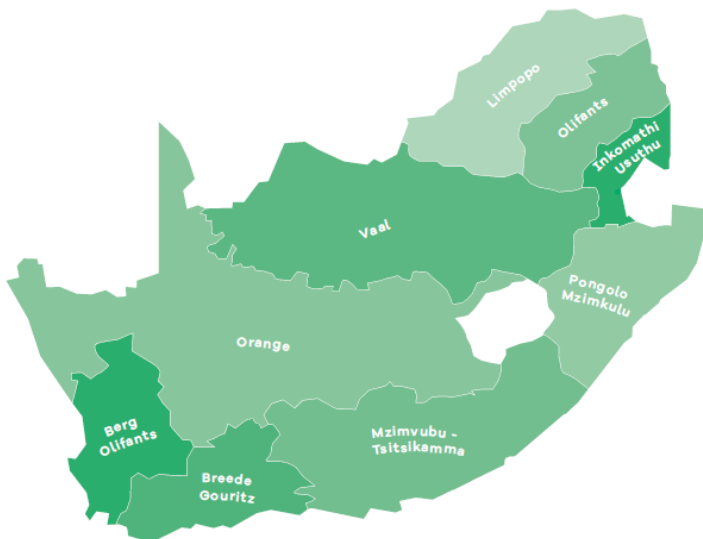 Limpopo
Olifants
Inkomathi
Usuthu
Vaal
Pongolo
Mzimkulu
Orange
Berg
Olifants
Mzimvubu -
Tsitsikamma
Breede
Gouritz